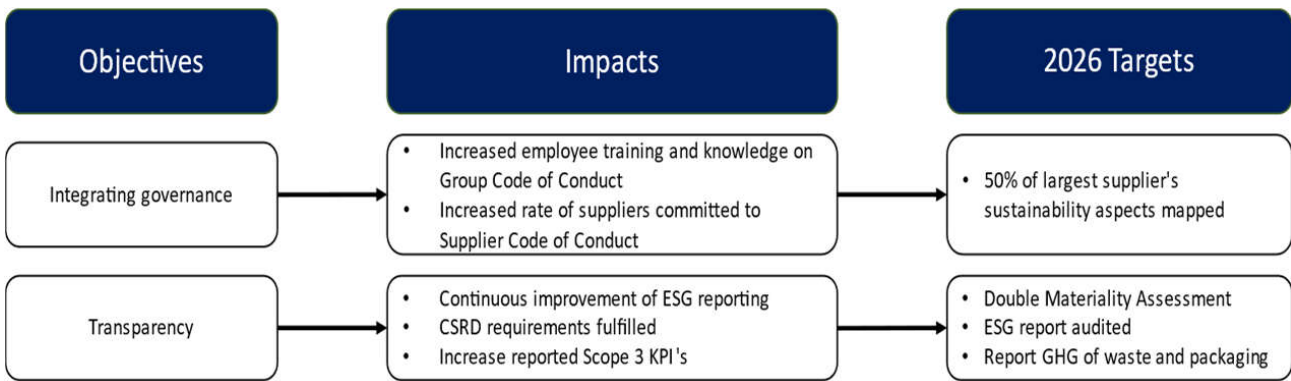 Objectives
Impacts
2026 Targets
Integrating governance
• Increased employee training and knowledge on
Group Code of Conduct
• Increased rate of suppliers committed to
Supplier Code of Conduct
• 50% of largest supplier's
sustainability aspects mapped
Transparency
• Continuous improvement of ESG reporting
• CSRD requirements fulfilled
• Increase reported Scope 3 KPI's
• Double Materiality Assessment
• ESG report audited
• Report GHG of waste and packaging